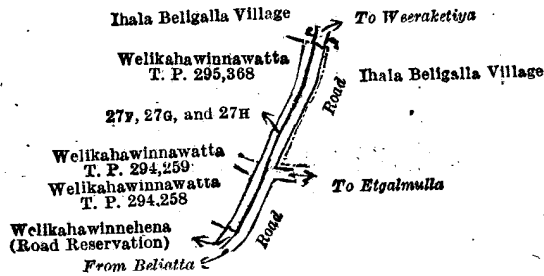 Ihala Beligalla Village
To Weeraketiya
Welikahawinnawatta
T. P. 295,368
Ihala Beligalla Village
Road
27F, 27G, and 27H
Welikahawinnawatta
T. P. 294,259
Welikahawinnawatta
T. P. 294,258
To Etgalmulla
Welikahawinnehena
(Road Reservation)
Road
From Beliatta